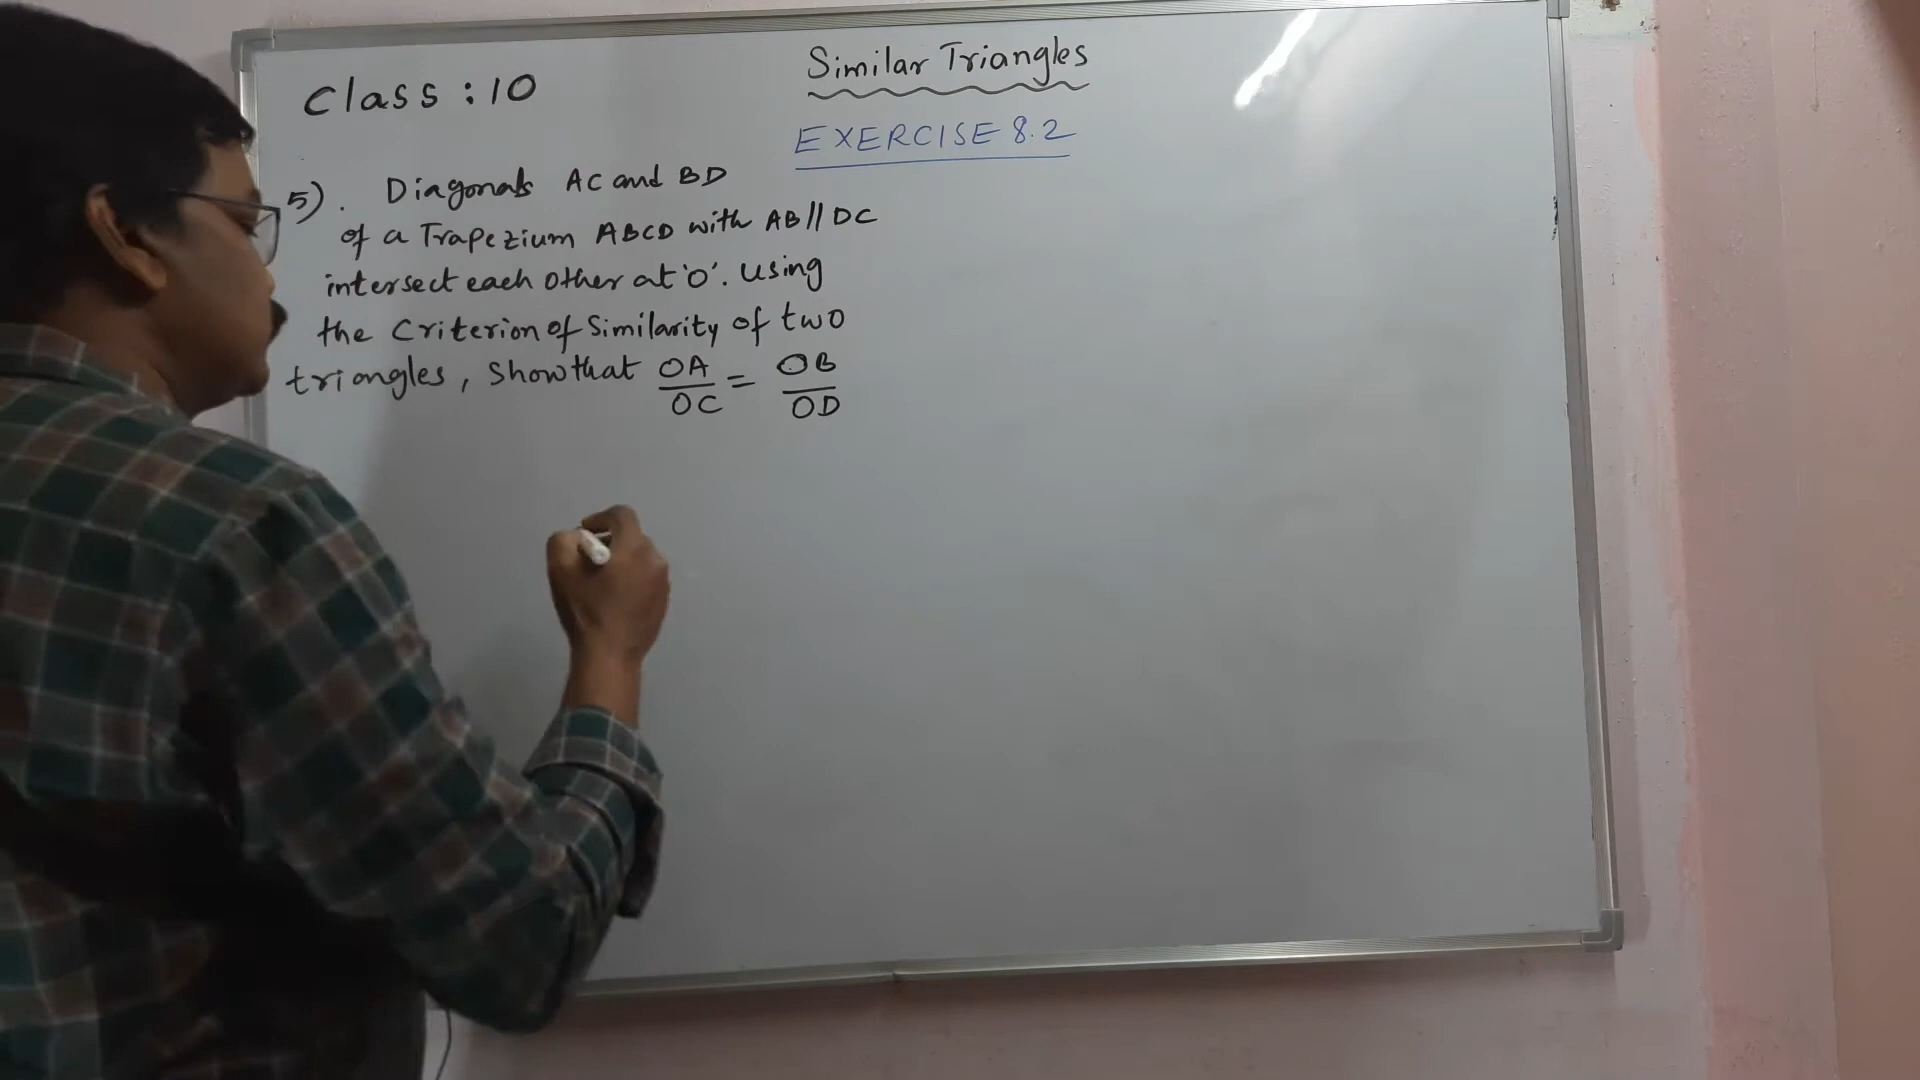 Class : 10
Similar Triangles
EXERCISE 8.2
5). Diagonals AC and BD
of a Trapezium ABCD with AB // DC
intersect each other at 'O'. Using
the Criterion of Similarity of two
triangles, Show that OA/OC = OB/OD